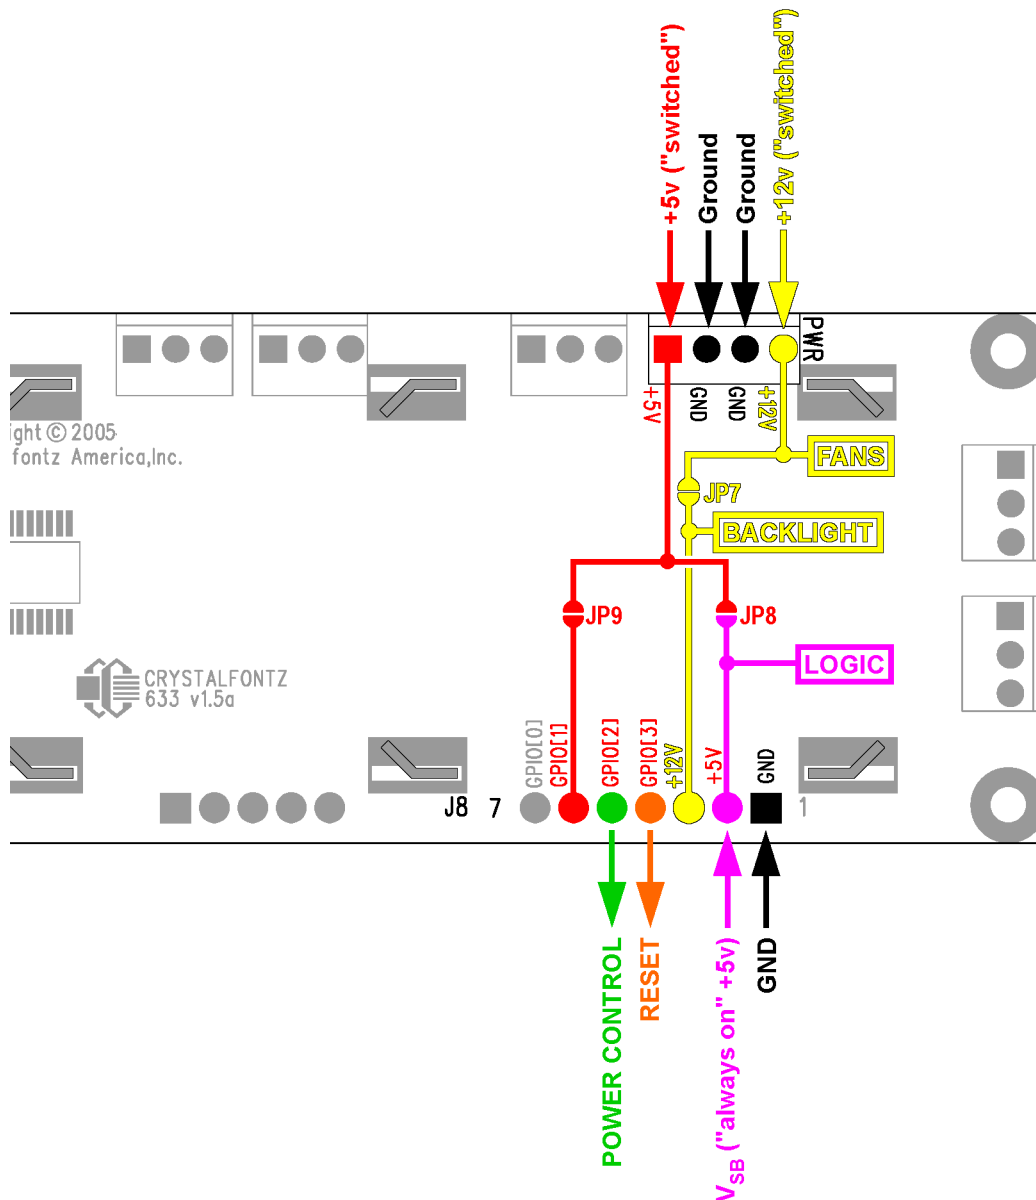 +5v ("switched")
Ground
Ground
+12v ("switched")
PWR
+5V
GND
GND
+12V
ight © 2005
fontz America,Inc.
FANS
JP7
BACKLIGHT
JP9
JP8
LOGIC
CRYSTALFONTZ
633 v1.5a
GPIO[0]
GPIO[1]
GPIO[2]
GPIO[3]
+12V
+5V
GND
J8
7
1
POWER CONTROL
RESET
VSB ("always on" +5v)
GND